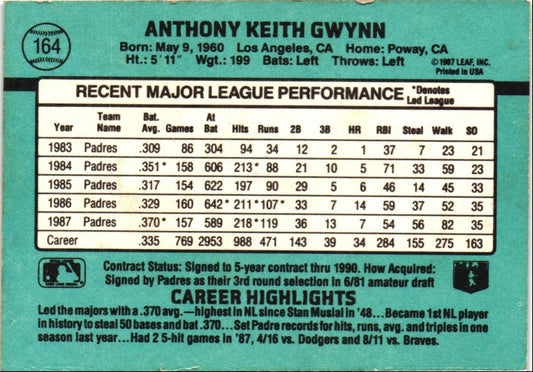 164
ANTHONY KEITH GWYNN
Born: May 9, 1960 Los Angeles, CA Home: Poway, CA
Ht.: 5' 11" Wgt.: 199 Bats: Left Throws: Left
©1987 LEAF, INC.
Printed in USA
RECENT MAJOR LEAGUE PERFORMANCE *Denotes Led League
Year Team Name Bat. Avg. Games At Bat Hits Runs 2B 3B HR RBI Steal Walk SO
1983 Padres .309 86 304 94 34 12 2 1 37 7 23 21
1984 Padres .351* 158 606 213* 88 21 10 5 71 33 59 23
1985 Padres .317 154 622 197 90 29 5 6 46 14 45 33
1986 Padres .329 160 642* 211* 107* 33 7 14 59 37 52 35
1987 Padres .370* 157 589 218* 119 36 13 7 54 56 82 35
Career .335 769 2953 988 471 143 39 34 284 155 275 163
Contract Status: Signed to 5-year contract thru 1990. How Acquired:
Signed by Padres as their 3rd round selection in 6/81 amateur draft
CAREER HIGHLIGHTS
Led the majors with a .370 avg.—highest in NL since Stan Musial in '48...Became 1st NL player
in history to steal 50 bases and bat .370... Set Padre records for hits, runs, avg. and triples in
one season last year...Had 2 5-hit games in '87, 4/16 vs. Dodgers and 8/11 vs. Braves.